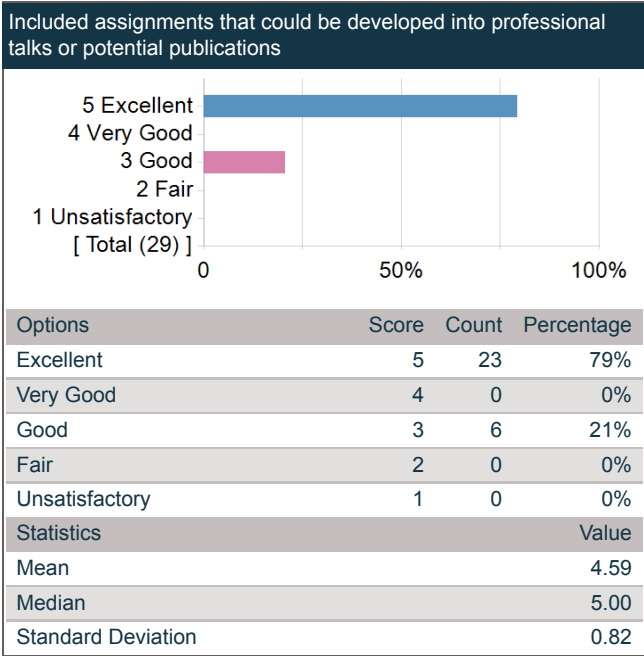 Included assignments that could be developed into professional
talks or potential publications
5 Excellent
4 Very Good
3 Good
2 Fair
1 Unsatisfactory
[ Total (29) ]
0 50% 100%
Options Score Count Percentage
Excellent 5 23 79%
Very Good 4 0 0%
Good 3 6 21%
Fair 2 0 0%
Unsatisfactory 1 0 0%
Statistics Value
Mean 4.59
Median 5.00
Standard Deviation 0.82